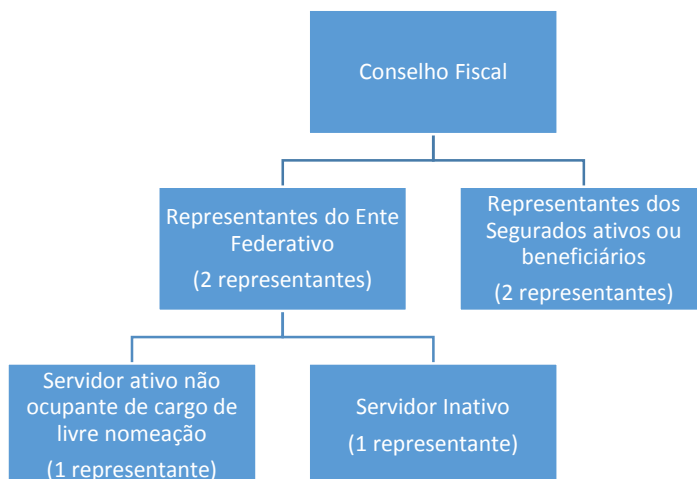 Conselho Fiscal
Representantes do Ente
Federativo
(2 representantes)
Representantes dos
Segurados ativos ou
beneficiários
(2 representantes)
Servidor ativo não
ocupante de cargo de
livre nomeação
(1 representante)
Servidor Inativo
(1 representante)